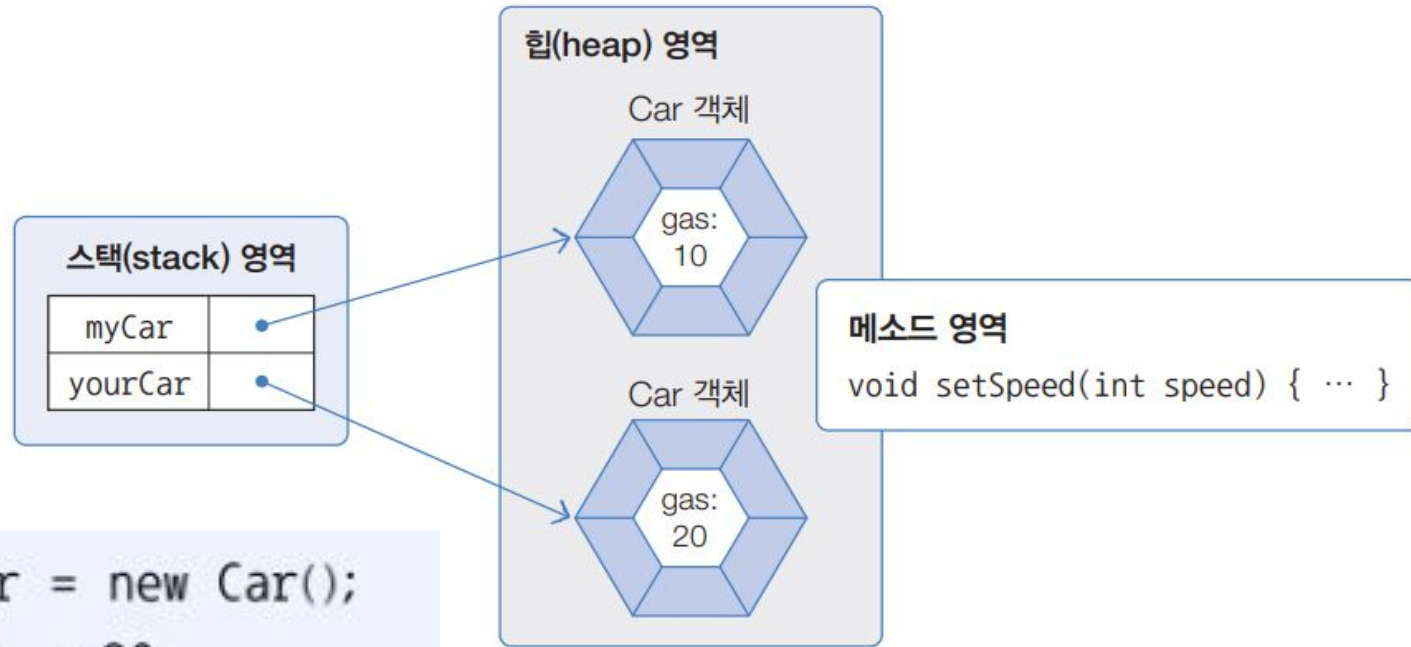 힙(heap) 영역
Car 객체
gas:
10
스택(stack) 영역
myCar
yourCar
메소드 영역
void setSpeed(int speed) { ··· }
Car 객체
gas:
20
= new Car();